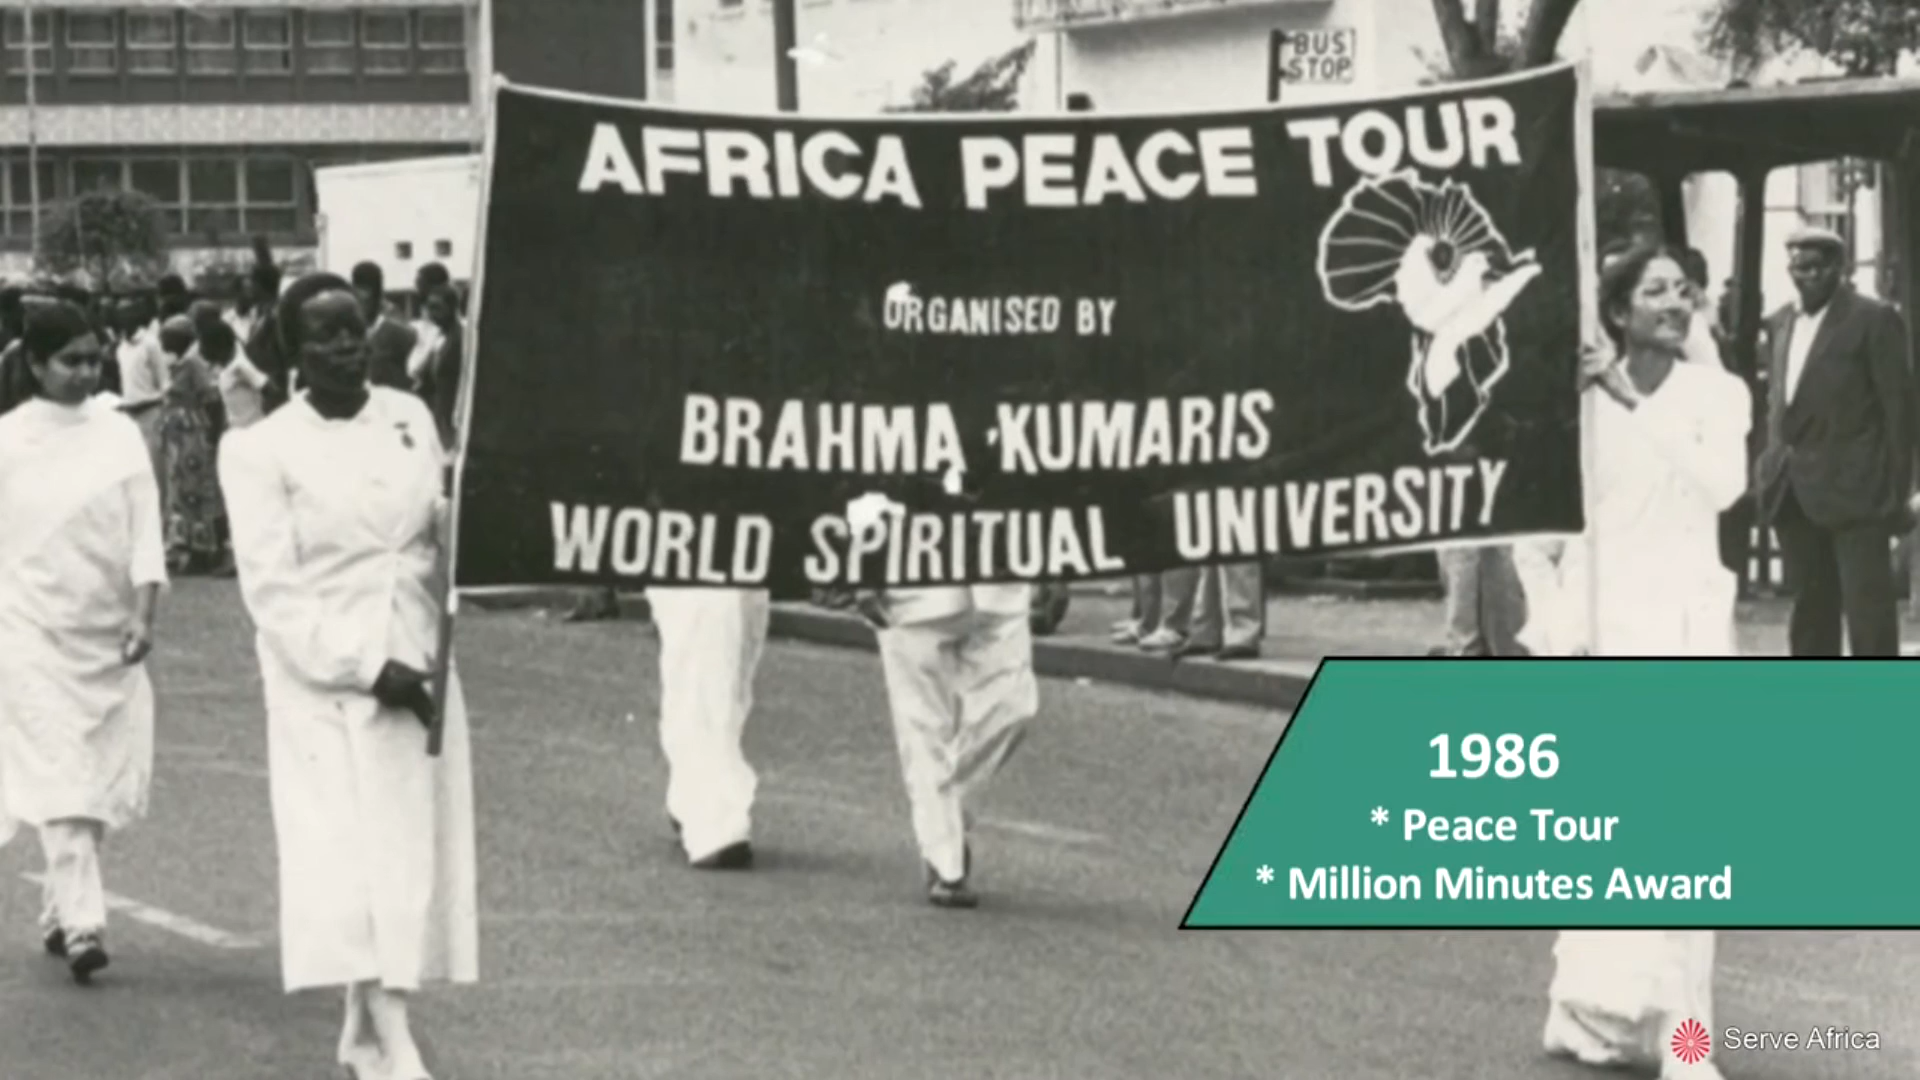 BUS
STOP
AFRICA PEACE TOUR
ORGANISED BY
BRAHMA KUMARIS
WORLD SPIRITUAL UNIVERSITY
1986
* Peace Tour
* Million Minutes Award
Serve Africa